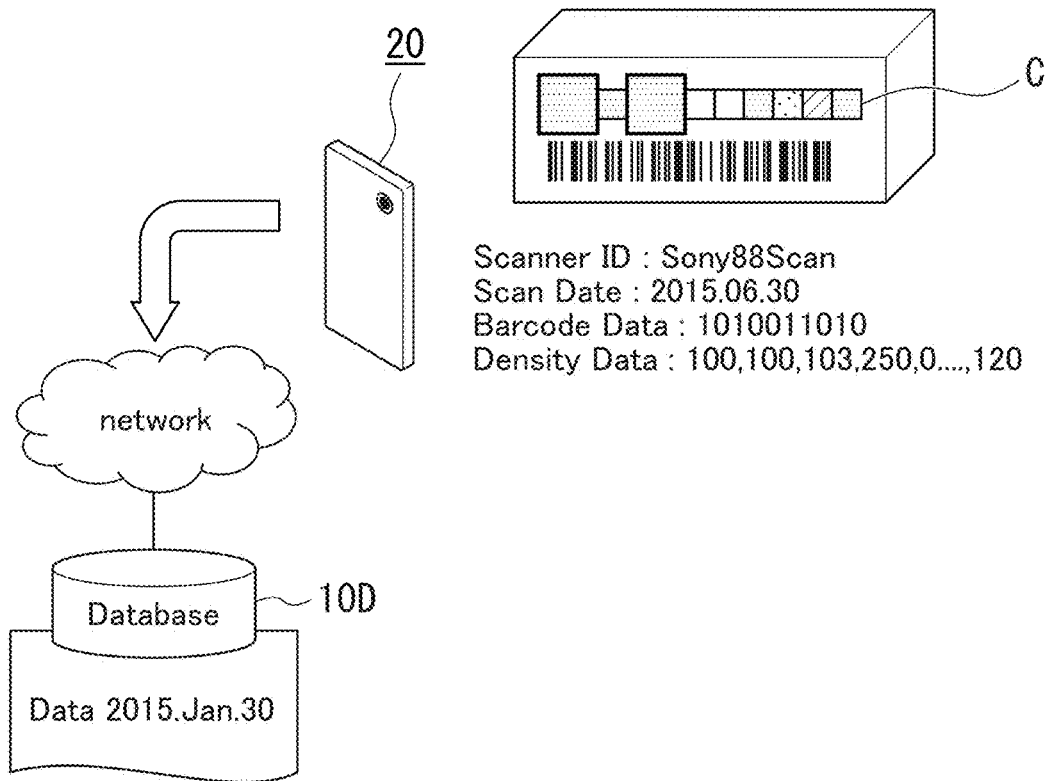 20
C
Scanner ID : Sony88Scan
Scan Date : 2015.06.30
Barcode Data : 1010011010
Density Data : 100,100,103,250,0....,120
network
Database
10D
Data 2015.Jan.30